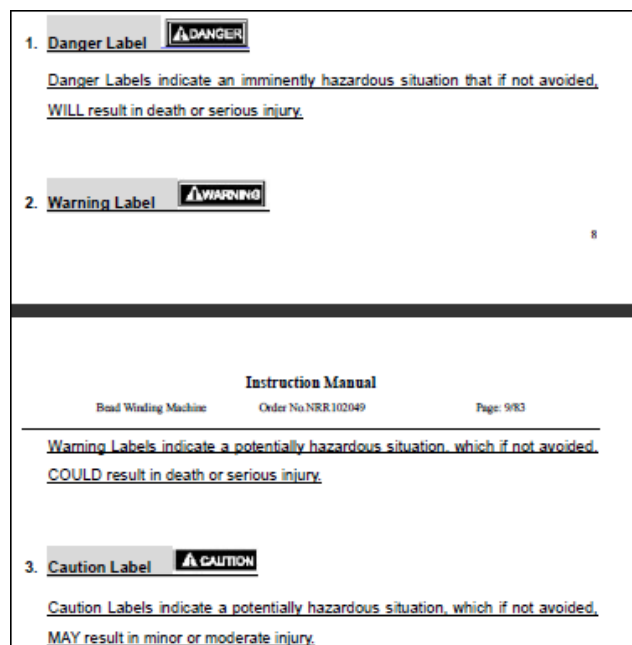 1. Danger Label ⚠DANGER
Danger Labels indicate an imminently hazardous situation that if not avoided,
WILL result in death or serious injury.
2. Warning Label ⚠WARNING
8
Instruction Manual
Bead Winding Machine Order No.NRR102049 Page: 9/83
Warning Labels indicate a potentially hazardous situation, which if not avoided,
COULD result in death or serious injury.
3. Caution Label ⚠CAUTION
Caution Labels indicate a potentially hazardous situation, which if not avoided,
MAY result in minor or moderate injury.